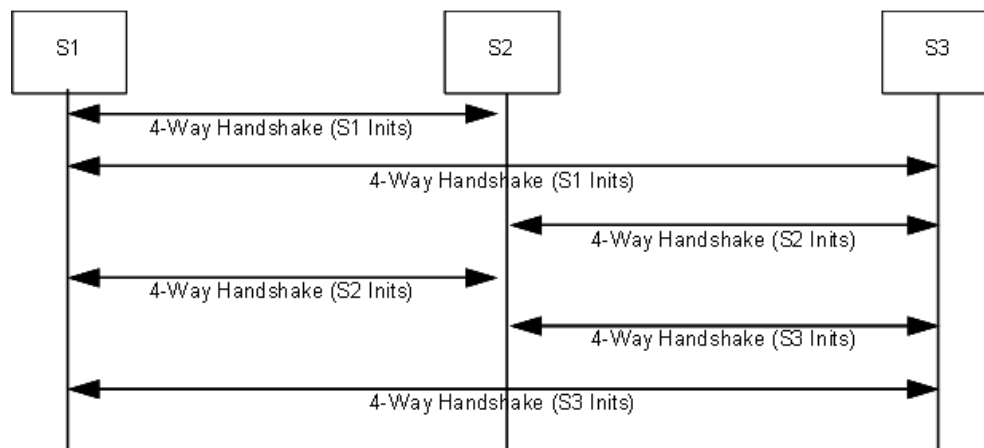 S1
S2
S3
4-Way Handshake (S1 Inits)
4-Way Handshake (S1 Inits)
4-Way Handshake (S2 Inits)
4-Way Handshake (S2 Inits)
4-Way Handshake (S3 Inits)
4-Way Handshake (S3 Inits)